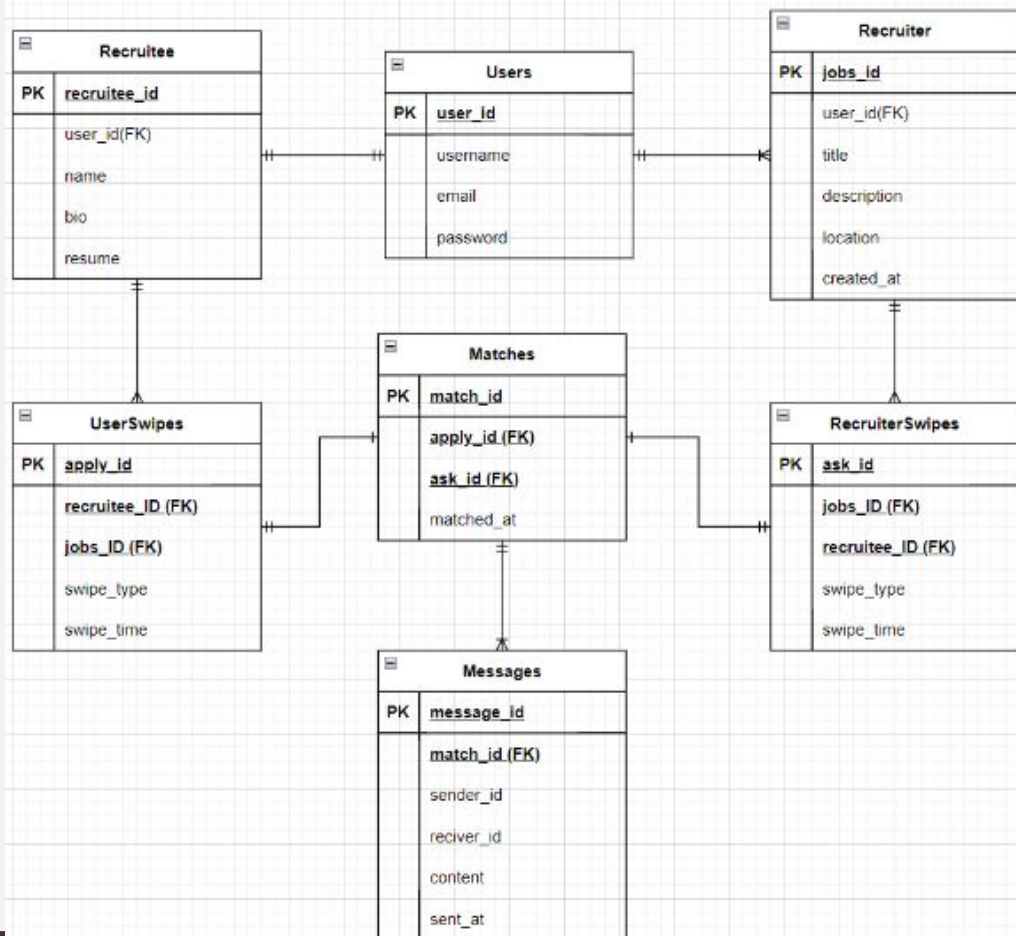 Recruitee
PK recruitee_id
user_id(FK)
name
bio
resume
Users
PK user_id
username
email
password
Recruiter
PK jobs_id
user_id(FK)
title
description
location
created_at
UserSwipes
PK apply_id
recruitee_ID (FK)
jobs_ID (FK)
swipe_type
swipe_time
Matches
PK match_id
apply_id (FK)
ask_id (FK)
matched_at
RecruiterSwipes
PK ask_id
jobs_ID (FK)
recruitee_ID (FK)
swipe_type
swipe_time
Messages
PK message_id
match_id (FK)
sender_id
reciver_id
content
sent_at